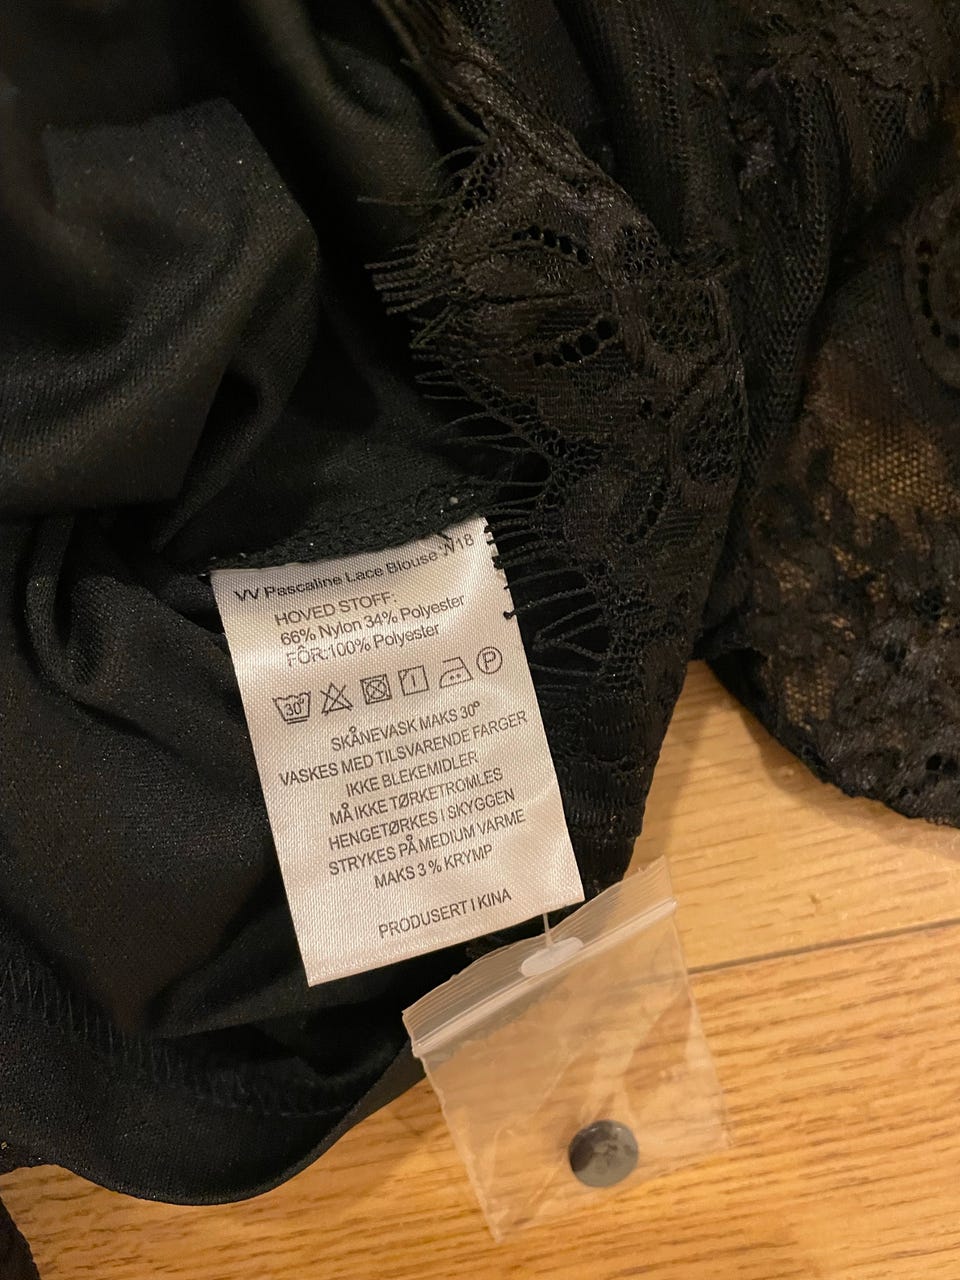 VV Pascaline Lace Blouse W18
HOVED STOFF:
66% Nylon 34% Polyester
FÔR:100% Polyester
30° P
SKÅNEVASK MAKS 30°
VASKES MED TILSVARENDE FARGER
IKKE BLEKEMIDLER
MÅ IKKE TØRKETROMLES
HENGETØRKES I SKYGGEN
STRYKES PÅ MEDIUM VARME
MAKS 3 % KRYMP
PRODUSERT I KINA